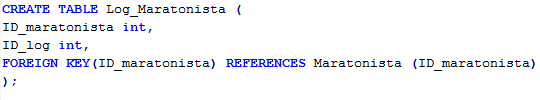 CREATE TABLE Log_Maratonista (
ID_maratonista int,
ID_log int,
FOREIGN KEY(ID_maratonista) REFERENCES Maratonista (ID_maratonista)
);